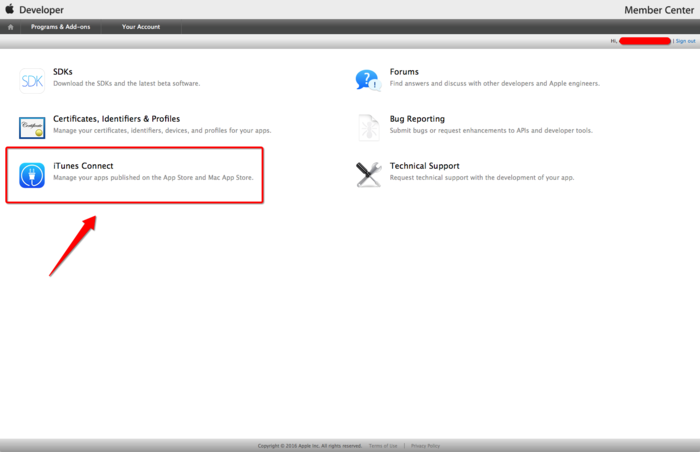 Developer
Member Center
Programs & Add-ons
Your Account
Hi,
| Sign out
SDK
SDKs
Download the SDKs and the latest beta software.
Forums
Find answers and discuss with other developers and Apple engineers.
Certificate
Certificates, Identifiers & Profiles
Manage your certificates, identifiers, devices, and profiles for your apps.
Bug Reporting
Submit bugs or request enhancements to APIs and developer tools.
iTunes Connect
Manage your apps published on the App Store and Mac App Store.
Technical Support
Request technical support with the development of your app.
Copyright © 2016 Apple Inc. All rights reserved. Terms of Use | Privacy Policy